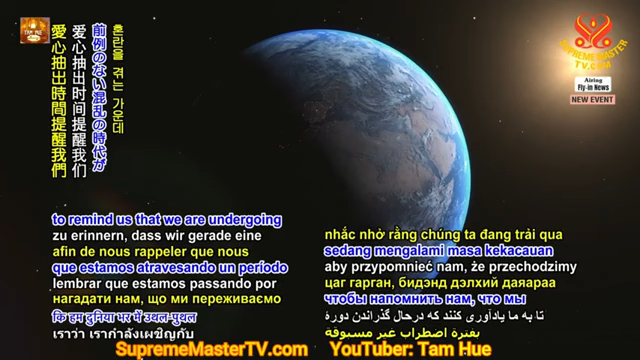 SUPREME MASTER
TV.COM
Airing
Fly-in News
NEW EVENT
혼란을 겪는 가운데
前例のない混乱の時代が
爱心抽出时间提醒我们
愛心抽出時間提醒我們
to remind us that we are undergoing
zu erinnern, dass wir gerade eine
afin de nous rappeler que nous
que estamos atravesando un período
lembrar que estamos passando por
нагадати нам, що ми переживаємо
कि हम दुनिया भर में उथल-पुथल
เราว่า เรากำลังเผชิญกับ
nhắc nhở rằng chúng ta đang trải qua
sedang mengalami masa kekacauan
aby przypomnieć nam, że przechodzimy
цаг гарган, бидэнд дэлхий даяараа
чтобы напомнить нам, что мы
تا به ما یادآوری کنند که درحال گذراندن دورهٔ
بفترة اضطراب غير مسبوقة
SupremeMasterTV.com YouTuber: Tam Hue